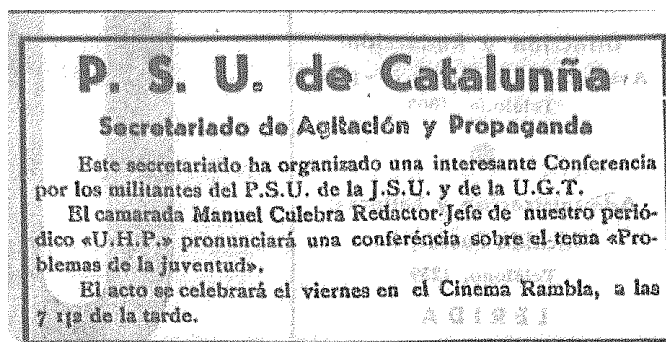 P. S. U. de Catalunña
Secretariado de Agitación y Propaganda
Este secretariado ha organizado una interesante Conferencia
por los militantes del P.S.U. de la J.S.U. y de la U.G.T.
El camarada Manuel Culebra Redactor-Jefe de nuestro perió-
dico «U.H.P.» pronunciará una conferéncia sobre el tema «Pro-
blemas de la juventud».
El acto se celebrará el viernes en el Cinema Rambla, a las
7 1|2 de la tarde.